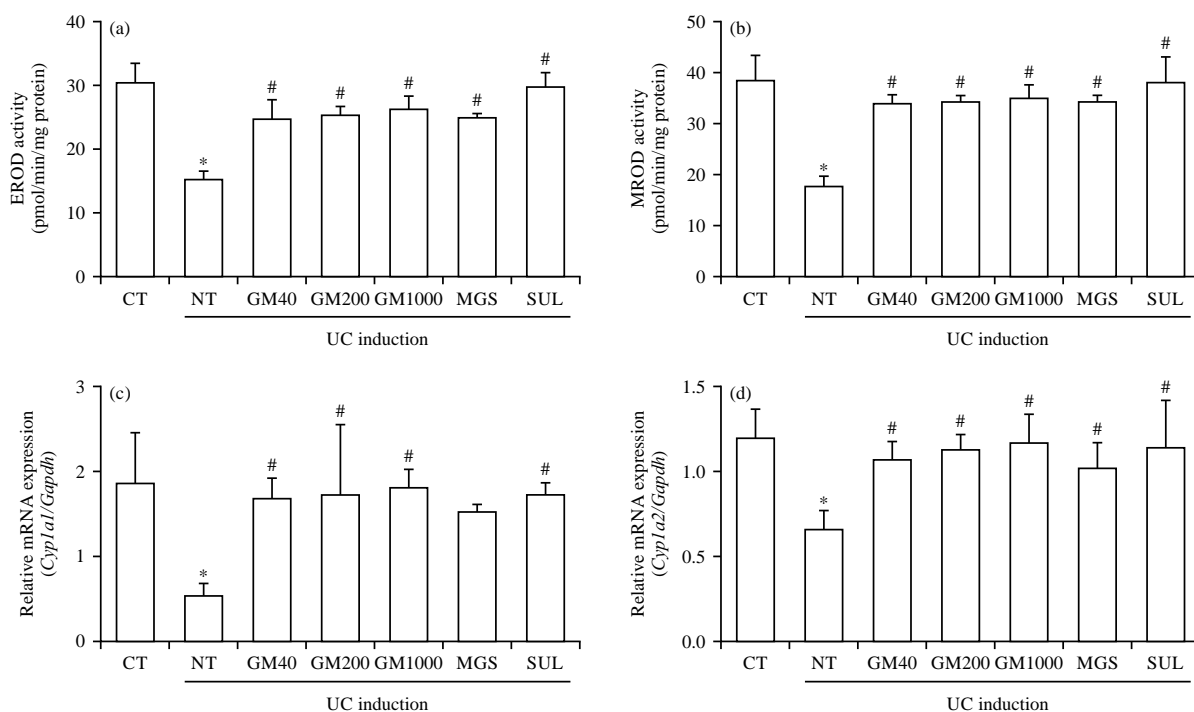 (a)
EROD activity
(pmol/min/mg protein)
40
30
20
10
0
*
#
#
#
#
#
CT NT GM40 GM200 GM1000 MGS SUL
UC induction
(b)
MROD activity
(pmol/min/mg protein)
50
40
30
20
10
0
*
#
#
#
#
#
CT NT GM40 GM200 GM1000 MGS SUL
UC induction
(c)
Relative mRNA expression
(Cyp1a1/Gapdh)
3
2
1
0
*
#
#
#
#
CT NT GM40 GM200 GM1000 MGS SUL
UC induction
(d)
Relative mRNA expression
(Cyp1a2/Gapdh)
1.5
1.0
0.5
0.0
*
#
#
#
#
#
CT NT GM40 GM200 GM1000 MGS SUL
UC induction